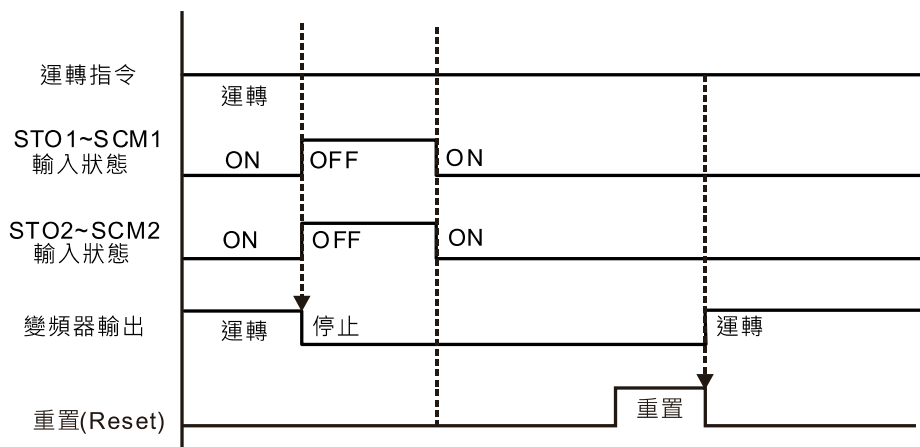 運轉指令
運轉
STO1~SCM1
輸入狀態
ON
OFF
ON
STO2~SCM2
輸入狀態
ON
OFF
ON
變頻器輸出
運轉
停止
運轉
重置(Reset)
重置